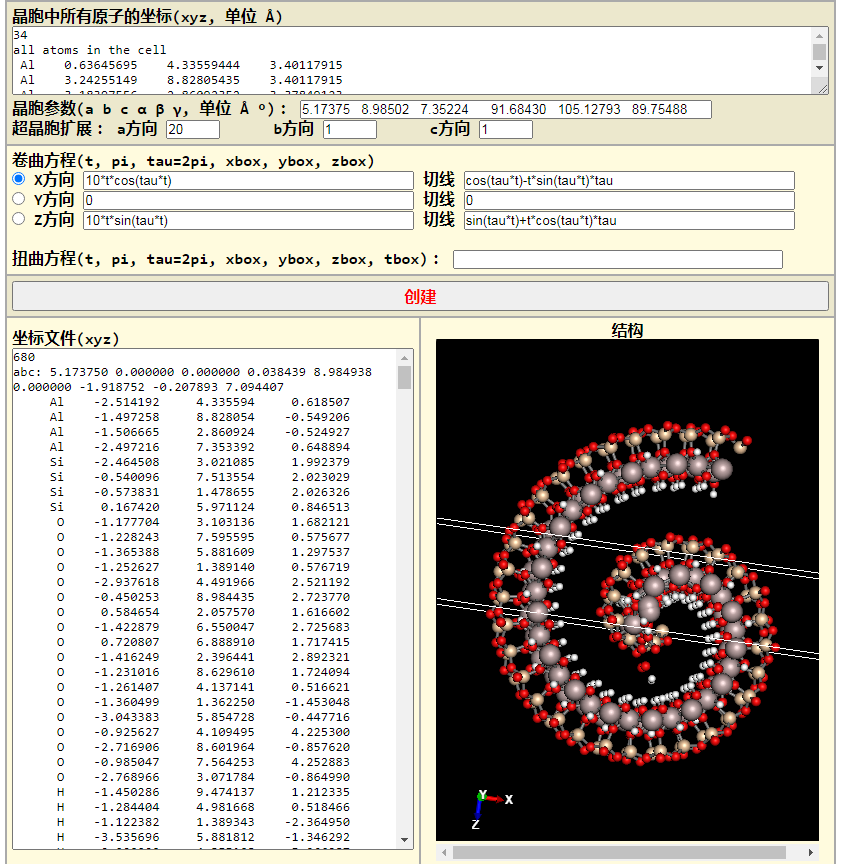 晶胞中所有原子的坐标(xyz, 单位 Å)
34
all atoms in the cell
Al 0.63645695 4.33559444 3.40117915
Al 3.24255149 8.82805435 3.40117915
晶胞参数(a b c α β γ, 单位 Å º): 5.17375 8.98502 7.35224 91.68430 105.12793 89.75488
超晶胞扩展: a方向 20 b方向 1 c方向 1
卷曲方程(t, pi, tau=2pi, xbox, ybox, zbox)
X方向 10*t*cos(tau*t) 切线 cos(tau*t)-t*sin(tau*t)*tau
Y方向 0 切线 0
Z方向 10*t*sin(tau*t) 切线 sin(tau*t)+t*cos(tau*t)*tau
扭曲方程(t, pi, tau=2pi, xbox, ybox, zbox, tbox):
创建
坐标文件(xyz)
680
abc: 5.173750 0.000000 0.000000 0.038439 8.984938
0.000000 -1.918752 -0.207893 7.094407
Al -2.514192 4.335594 0.618507
Al -1.497258 8.828054 -0.549206
Al -1.506665 2.860924 -0.524927
Al -2.497216 7.353392 0.648894
Si -2.464508 3.021085 1.992379
Si -0.540096 7.513554 2.023029
Si -0.573831 1.478655 2.026326
Si 0.167420 5.971124 0.846513
O -1.177704 3.103136 1.682121
O -1.228243 7.595595 0.575677
O -1.365388 5.881609 1.297537
O -1.252627 1.389140 0.576719
O -2.937618 4.491966 2.521192
O -0.450253 8.984435 2.723770
O 0.584654 2.057570 1.616602
O -1.422879 6.550047 2.725683
O 0.720807 6.888910 1.717415
O -1.416249 2.396441 2.892321
O -1.231016 8.629610 1.724094
O -1.261407 4.137141 0.516621
O -1.360499 1.362250 -1.453048
O -3.043383 5.854728 -0.447716
O -0.925627 4.109495 4.225300
O -2.716906 8.601964 -0.857620
O -0.985047 7.564253 4.252883
O -2.768966 3.071784 -0.864990
H -1.450286 9.474137 1.212335
H -1.284404 4.981668 0.518466
H -1.122382 1.389343 -2.364950
H -3.535696 5.881812 -1.346292
结构
Y
X
Z